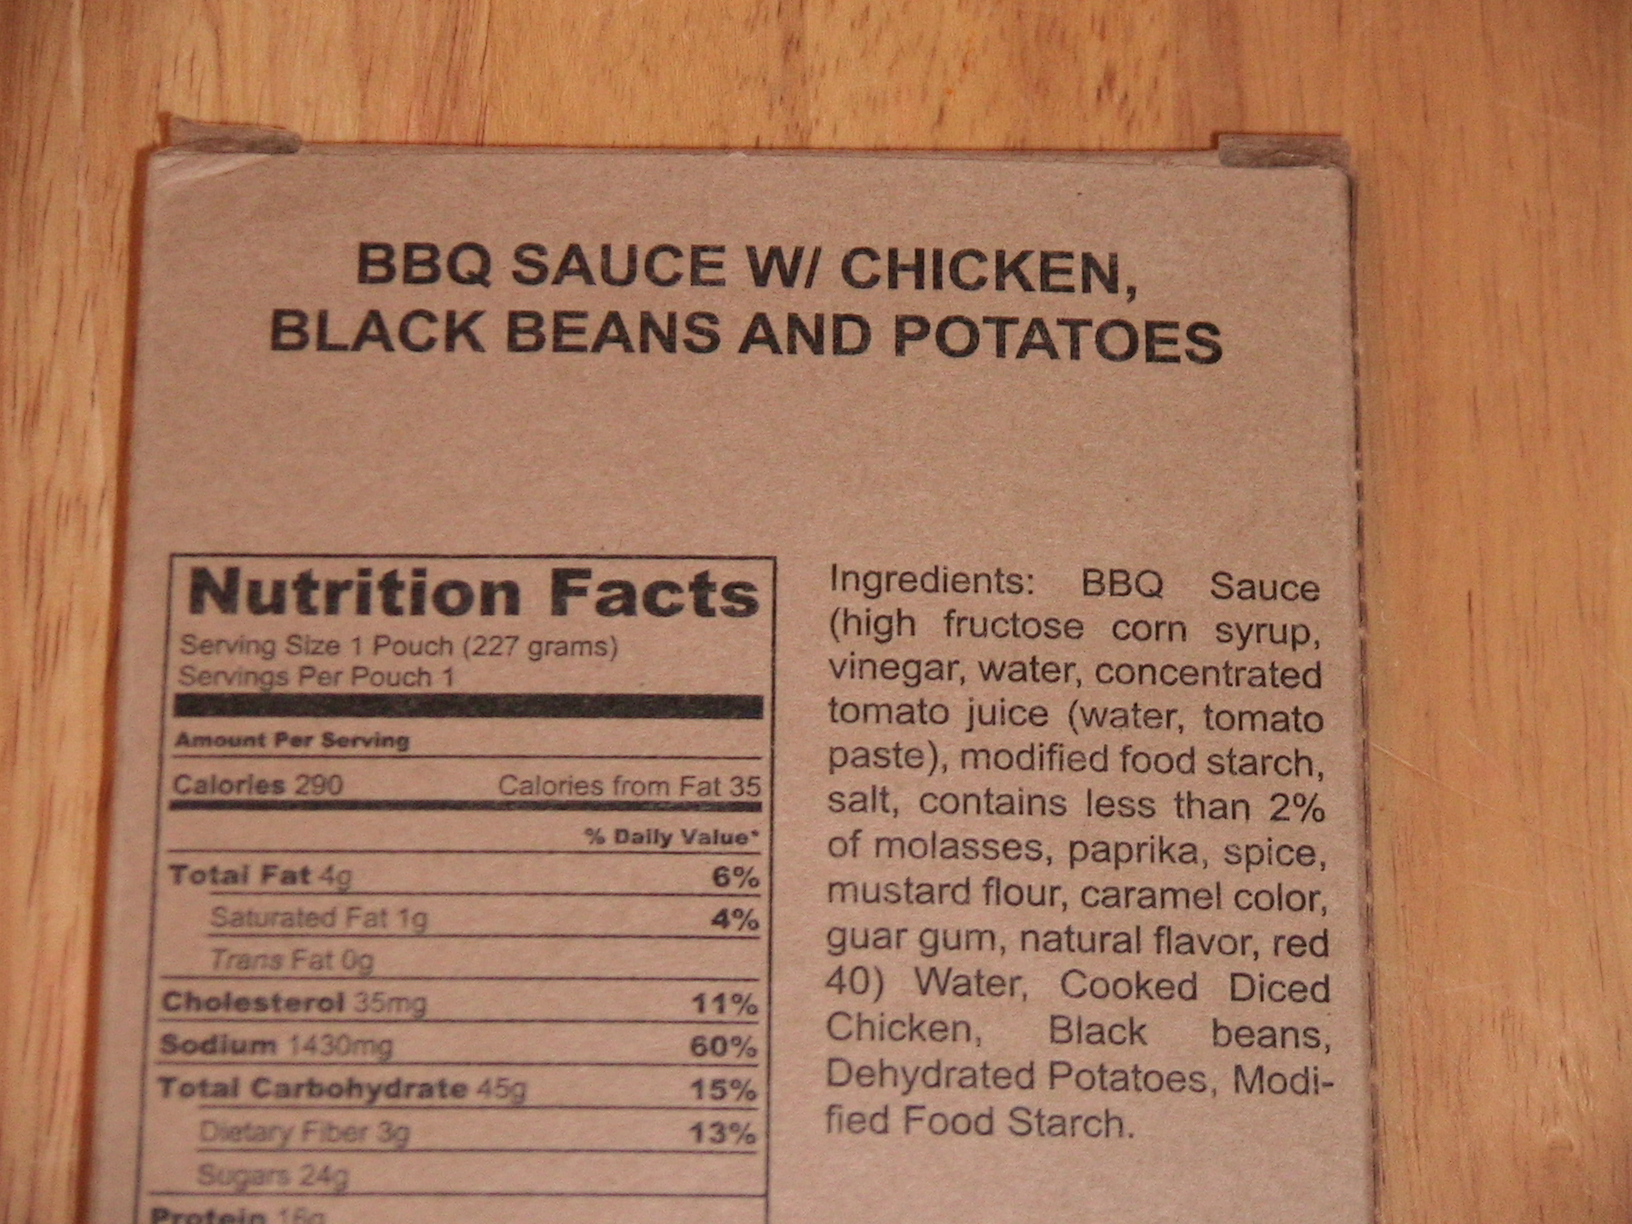 BBQ SAUCE W/ CHICKEN,
BLACK BEANS AND POTATOES
Nutrition Facts
Serving Size 1 Pouch (227 grams)
Servings Per Pouch 1
Amount Per Serving
Calories 290 Calories from Fat 35
% Daily Value*
Total Fat 4g 6%
Saturated Fat 1g 4%
Trans Fat 0g
Cholesterol 35mg 11%
Sodium 1430mg 60%
Total Carbohydrate 45g 15%
Dietary Fiber 3g 13%
Sugars 24g
Protein 16g
Ingredients: BBQ Sauce
(high fructose corn syrup,
vinegar, water, concentrated
tomato juice (water, tomato
paste), modified food starch,
salt, contains less than 2%
of molasses, paprika, spice,
mustard flour, caramel color,
guar gum, natural flavor, red
40) Water, Cooked Diced
Chicken, Black beans,
Dehydrated Potatoes, Modi-
fied Food Starch.